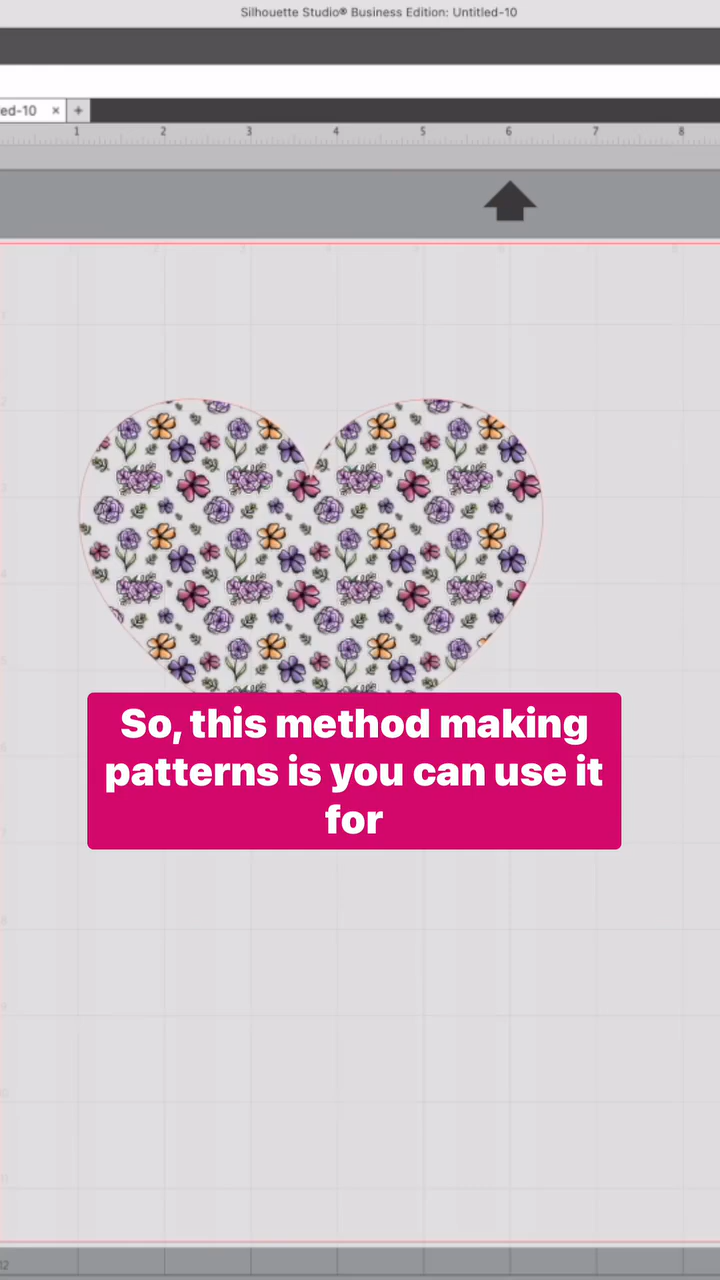 Silhouette Studio® Business Edition: Untitled-10
ed-10 × +
1 2 3 4 5 6 7 8
So, this method making
patterns is you can use it
for
12